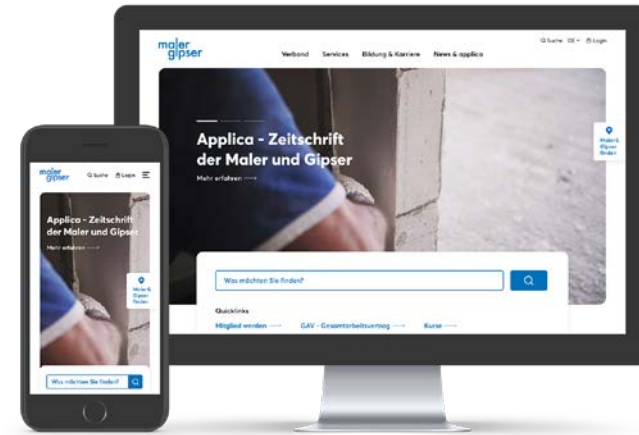 maler
gipser
Suche DE Login
Verband Services Bildung & Karriere News & applica
Applica - Zeitschrift
der Maler und Gipser
Mehr erfahren
Maler &
Gipser
finden
Was möchten Sie finden?
Quicklinks
Mitglied werden GAV - Gesamtarbeitsvertrag Kurse
maler
gipser
Suche Login
Applica - Zeitschrift
der Maler und Gipser
Mehr erfahren
Maler &
Gipser
finden
Was möchten Sie finden?